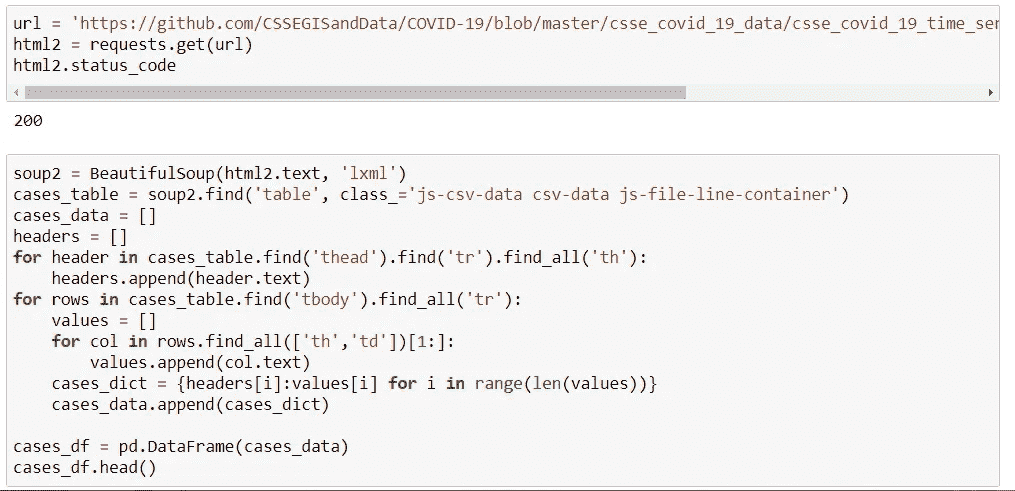 url = 'https://github.com/CSSEGISandData/COVID-19/blob/master/csse_covid_19_data/csse_covid_19_time_ser
html2 = requests.get(url)
html2.status_code
200
soup2 = BeautifulSoup(html2.text, 'lxml')
cases_table = soup2.find('table', class_='js-csv-data csv-data js-file-line-container')
cases_data = []
headers = []
for header in cases_table.find('thead').find('tr').find_all('th'):
    headers.append(header.text)
for rows in cases_table.find('tbody').find_all('tr'):
    values = []
    for col in rows.find_all(['th','td'])[1:]:
        values.append(col.text)
    cases_dict = {headers[i]:values[i] for i in range(len(values))}
    cases_data.append(cases_dict)
cases_df = pd.DataFrame(cases_data)
cases_df.head()